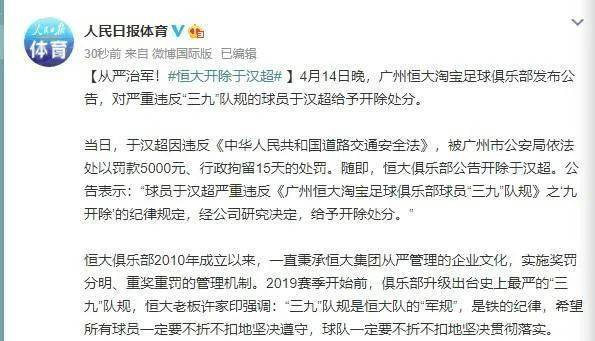 人民日报 体育
人民日报体育
30秒前 来自 微博国际版 已编辑
【从严治军！#恒大开除于汉超# 】4月14日晚，广州恒大淘宝足球俱乐部发布公
告，对严重违反“三九”队规的球员于汉超给予开除处分。
当日，于汉超因违反《中华人民共和国道路交通安全法》，被广州市公安局依法
处以罚款5000元、行政拘留15天的处罚。随即，恒大俱乐部公告开除于汉超。公
告表示：“球员于汉超严重违反《广州恒大淘宝足球俱乐部球员“三九”队规》之‘九
开除’的纪律规定，经公司研究决定，给予开除处分。”
恒大俱乐部2010年成立以来，一直秉承恒大集团从严管理的企业文化，实施奖罚
分明、重奖重罚的管理机制。2019赛季开始前，俱乐部升级出台史上最严的“三
九”队规，恒大老板许家印强调：“三九”队规是恒大队的“军规”，是铁的纪律，希望
所有球员一定要不折不扣地坚决遵守，球队一定要不折不扣地坚决贯彻落实。